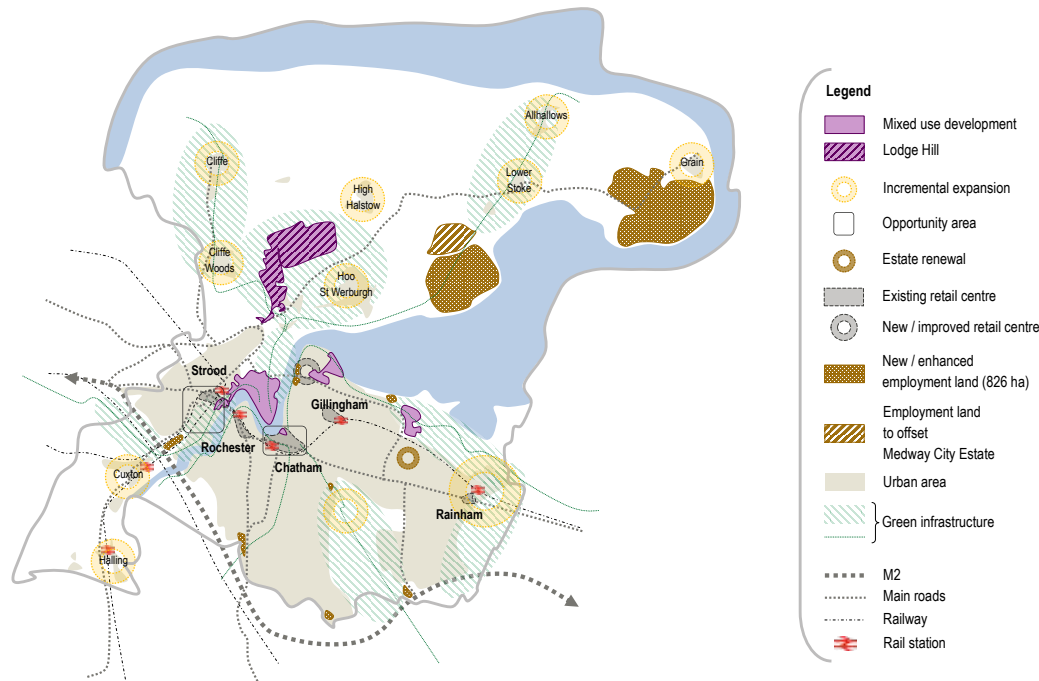 Allhallows
Cliffe
Lower
Stoke
Grain
High
Halstow
Cliffe
Woods
Hoo
St Werburgh
Strood
Gillingham
Rochester
Chatham
Cuxton
Rainham
Halling
Legend
Mixed use development
Lodge Hill
Incremental expansion
Opportunity area
Estate renewal
Existing retail centre
New / improved retail centre
New / enhanced
employment land (826 ha)
Employment land
to offset
Medway City Estate
Urban area
Green infrastructure
M2
Main roads
Railway
Rail station